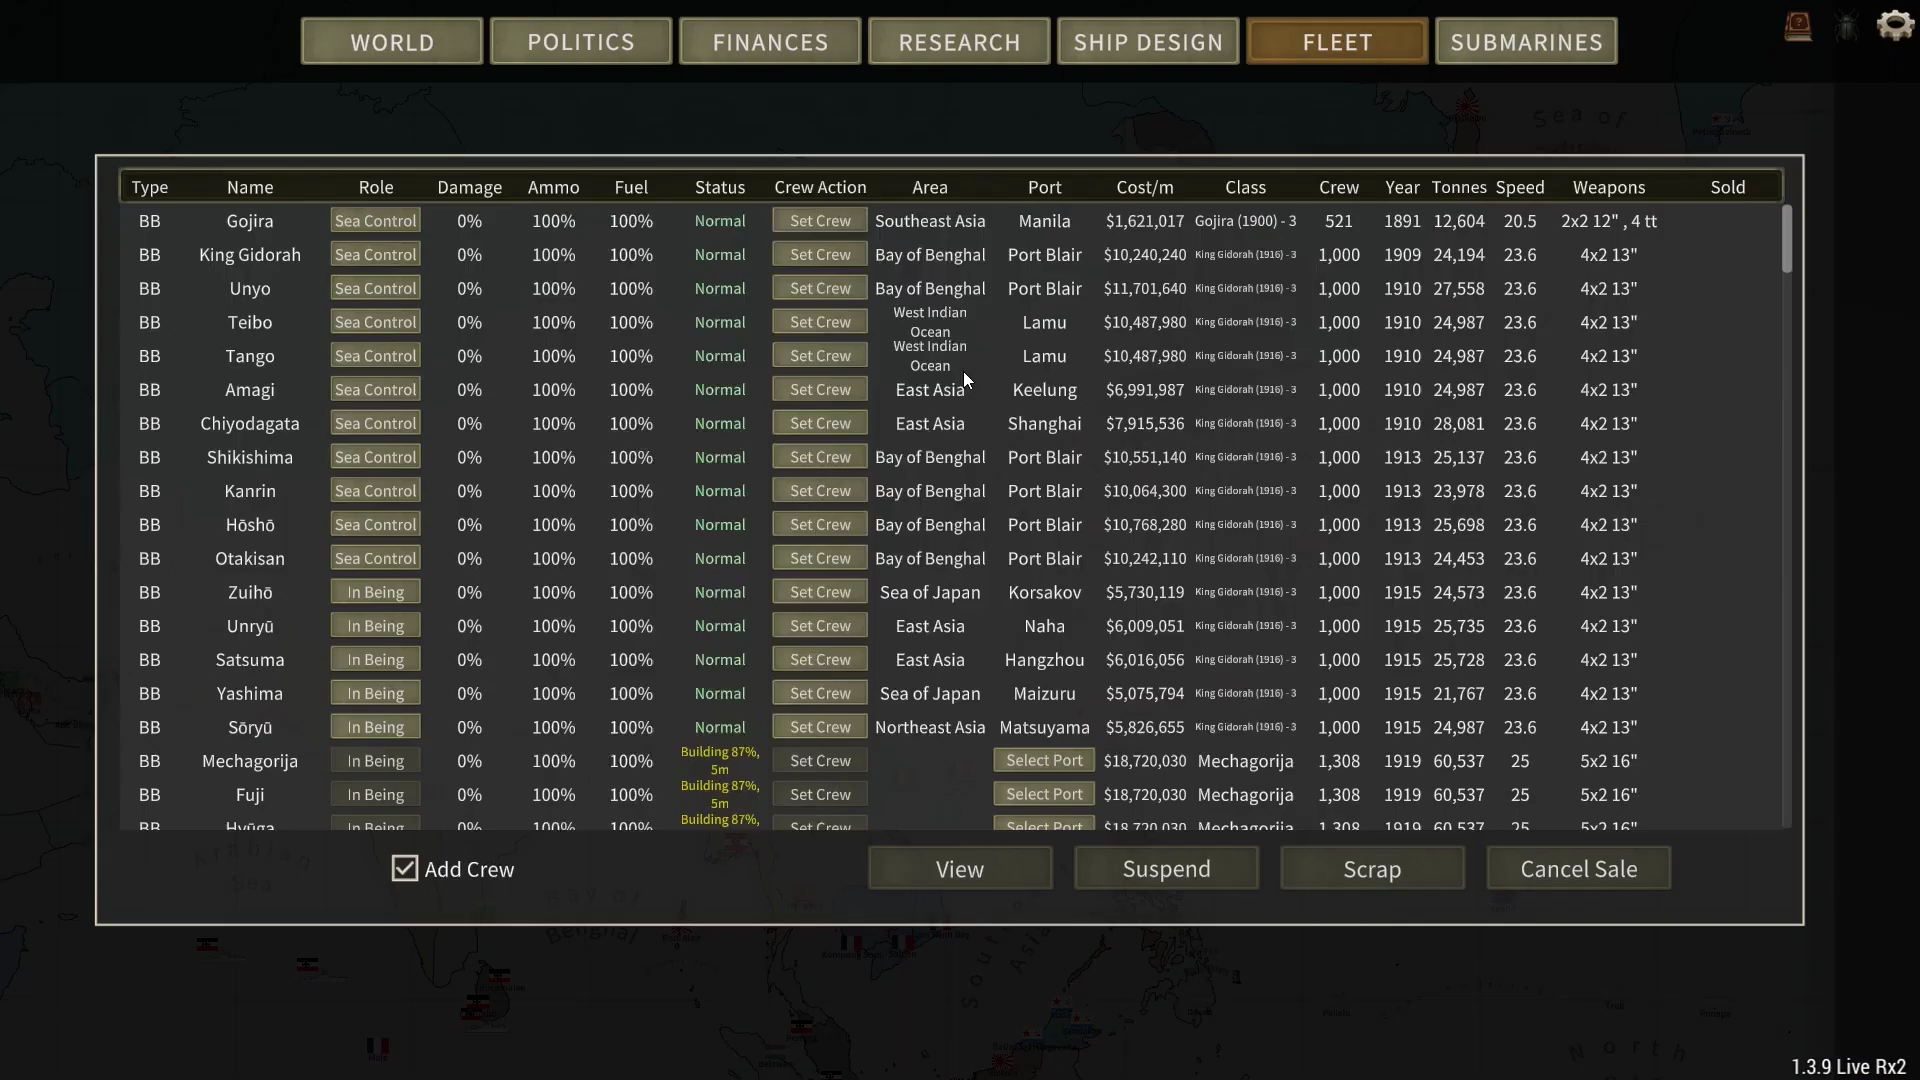 WORLD POLITICS FINANCES RESEARCH SHIP DESIGN FLEET SUBMARINES
Type Name Role Damage Ammo Fuel Status Crew Action Area Port Cost/m Class Crew Year Tonnes Speed Weapons Sold
BB Gojira Sea Control 0% 100% 100% Normal Set Crew Southeast Asia Manila $1,621,017 Gojira (1900) - 3 521 1891 12,604 20.5 2x2 12" , 4 tt
BB King Gidorah Sea Control 0% 100% 100% Normal Set Crew Bay of Benghal Port Blair $10,240,240 King Gidorah (1916) - 3 1,000 1909 24,194 23.6 4x2 13"
BB Unyo Sea Control 0% 100% 100% Normal Set Crew Bay of Benghal Port Blair $11,701,640 King Gidorah (1916) - 3 1,000 1910 27,558 23.6 4x2 13"
BB Teibo Sea Control 0% 100% 100% Normal Set Crew West Indian Ocean Lamu $10,487,980 King Gidorah (1916) - 3 1,000 1910 24,987 23.6 4x2 13"
BB Tango Sea Control 0% 100% 100% Normal Set Crew West Indian Ocean Lamu $10,487,980 King Gidorah (1916) - 3 1,000 1910 24,987 23.6 4x2 13"
BB Amagi Sea Control 0% 100% 100% Normal Set Crew East Asia Keelung $6,991,987 King Gidorah (1916) - 3 1,000 1910 24,987 23.6 4x2 13"
BB Chiyodagata Sea Control 0% 100% 100% Normal Set Crew East Asia Shanghai $7,915,536 King Gidorah (1916) - 3 1,000 1910 28,081 23.6 4x2 13"
BB Shikishima Sea Control 0% 100% 100% Normal Set Crew Bay of Benghal Port Blair $10,551,140 King Gidorah (1916) - 3 1,000 1913 25,137 23.6 4x2 13"
BB Kanrin Sea Control 0% 100% 100% Normal Set Crew Bay of Benghal Port Blair $10,064,300 King Gidorah (1916) - 3 1,000 1913 23,978 23.6 4x2 13"
BB Hōshō Sea Control 0% 100% 100% Normal Set Crew Bay of Benghal Port Blair $10,768,280 King Gidorah (1916) - 3 1,000 1913 25,698 23.6 4x2 13"
BB Otakisan Sea Control 0% 100% 100% Normal Set Crew Bay of Benghal Port Blair $10,242,110 King Gidorah (1916) - 3 1,000 1913 24,453 23.6 4x2 13"
BB Zuihō In Being 0% 100% 100% Normal Set Crew Sea of Japan Korsakov $5,730,119 King Gidorah (1916) - 3 1,000 1915 24,573 23.6 4x2 13"
BB Unryū In Being 0% 100% 100% Normal Set Crew East Asia Naha $6,009,051 King Gidorah (1916) - 3 1,000 1915 25,735 23.6 4x2 13"
BB Satsuma In Being 0% 100% 100% Normal Set Crew East Asia Hangzhou $6,016,056 King Gidorah (1916) - 3 1,000 1915 25,728 23.6 4x2 13"
BB Yashima In Being 0% 100% 100% Normal Set Crew Sea of Japan Maizuru $5,075,794 King Gidorah (1916) - 3 1,000 1915 21,767 23.6 4x2 13"
BB Sōryū In Being 0% 100% 100% Normal Set Crew Northeast Asia Matsuyama $5,826,655 King Gidorah (1916) - 3 1,000 1915 24,987 23.6 4x2 13"
BB Mechagorija In Being 0% 100% 100% Building 87%, 5m Set Crew Select Port $18,720,030 Mechagorija 1,308 1919 60,537 25 5x2 16"
BB Fuji In Being 0% 100% 100% Building 87%, 5m Set Crew Select Port $18,720,030 Mechagorija 1,308 1919 60,537 25 5x2 16"
BB Hyūga In Being 0% 100% 100% Building 87%, Set Crew Select Port $18,720,030 Mechagorija 1,308 1919 60,537 25 5x2 16"
Add Crew View Suspend Scrap Cancel Sale
1.3.9 Live Rx2